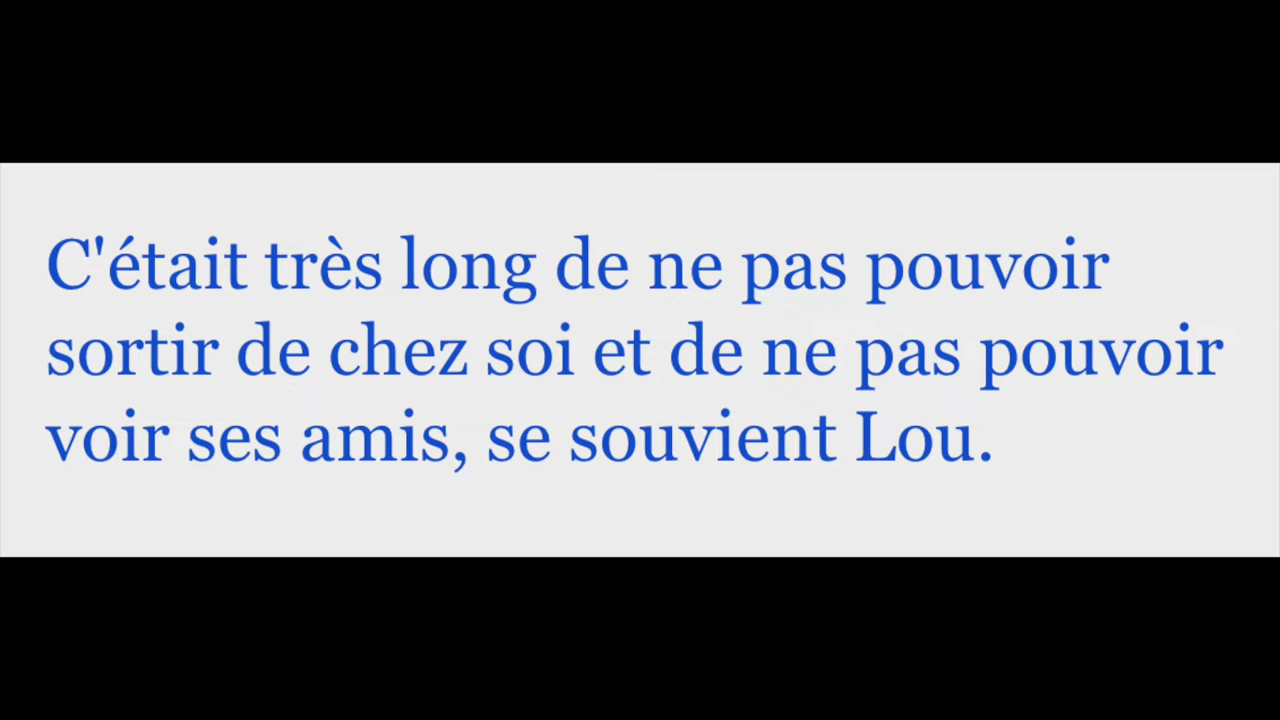 C'était très long de ne pas pouvoir
sortir de chez soi et de ne pas pouvoir
voir ses amis, se souvient Lou.